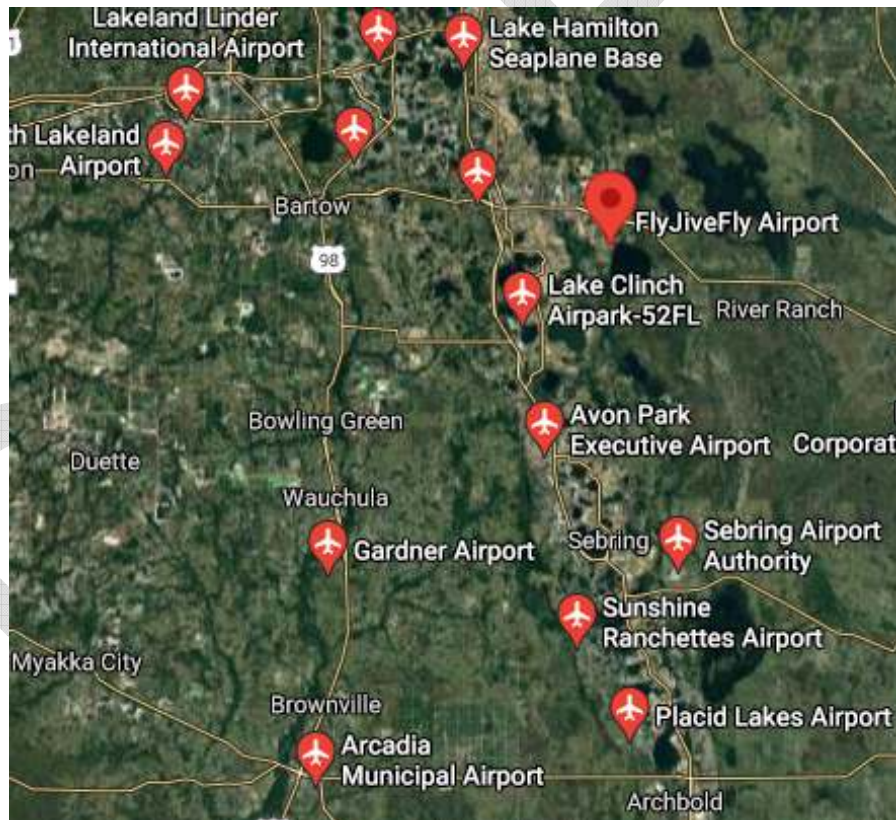 Lakeland Linder
International Airport
Lake Hamilton
Seaplane Base
th Lakeland
Airport
on
Bartow
FlyJiveFly Airport
98
Lake Clinch
Airpark-52FL
River Ranch
Avon Park
Executive Airport
Corporat
Bowling Green
Duette
Wauchula
Gardner Airport
Sebring
Sebring Airport
Authority
Sunshine
Ranchettes Airport
Myakka City
Brownville
Placid Lakes Airport
Arcadia
Municipal Airport
Archbold